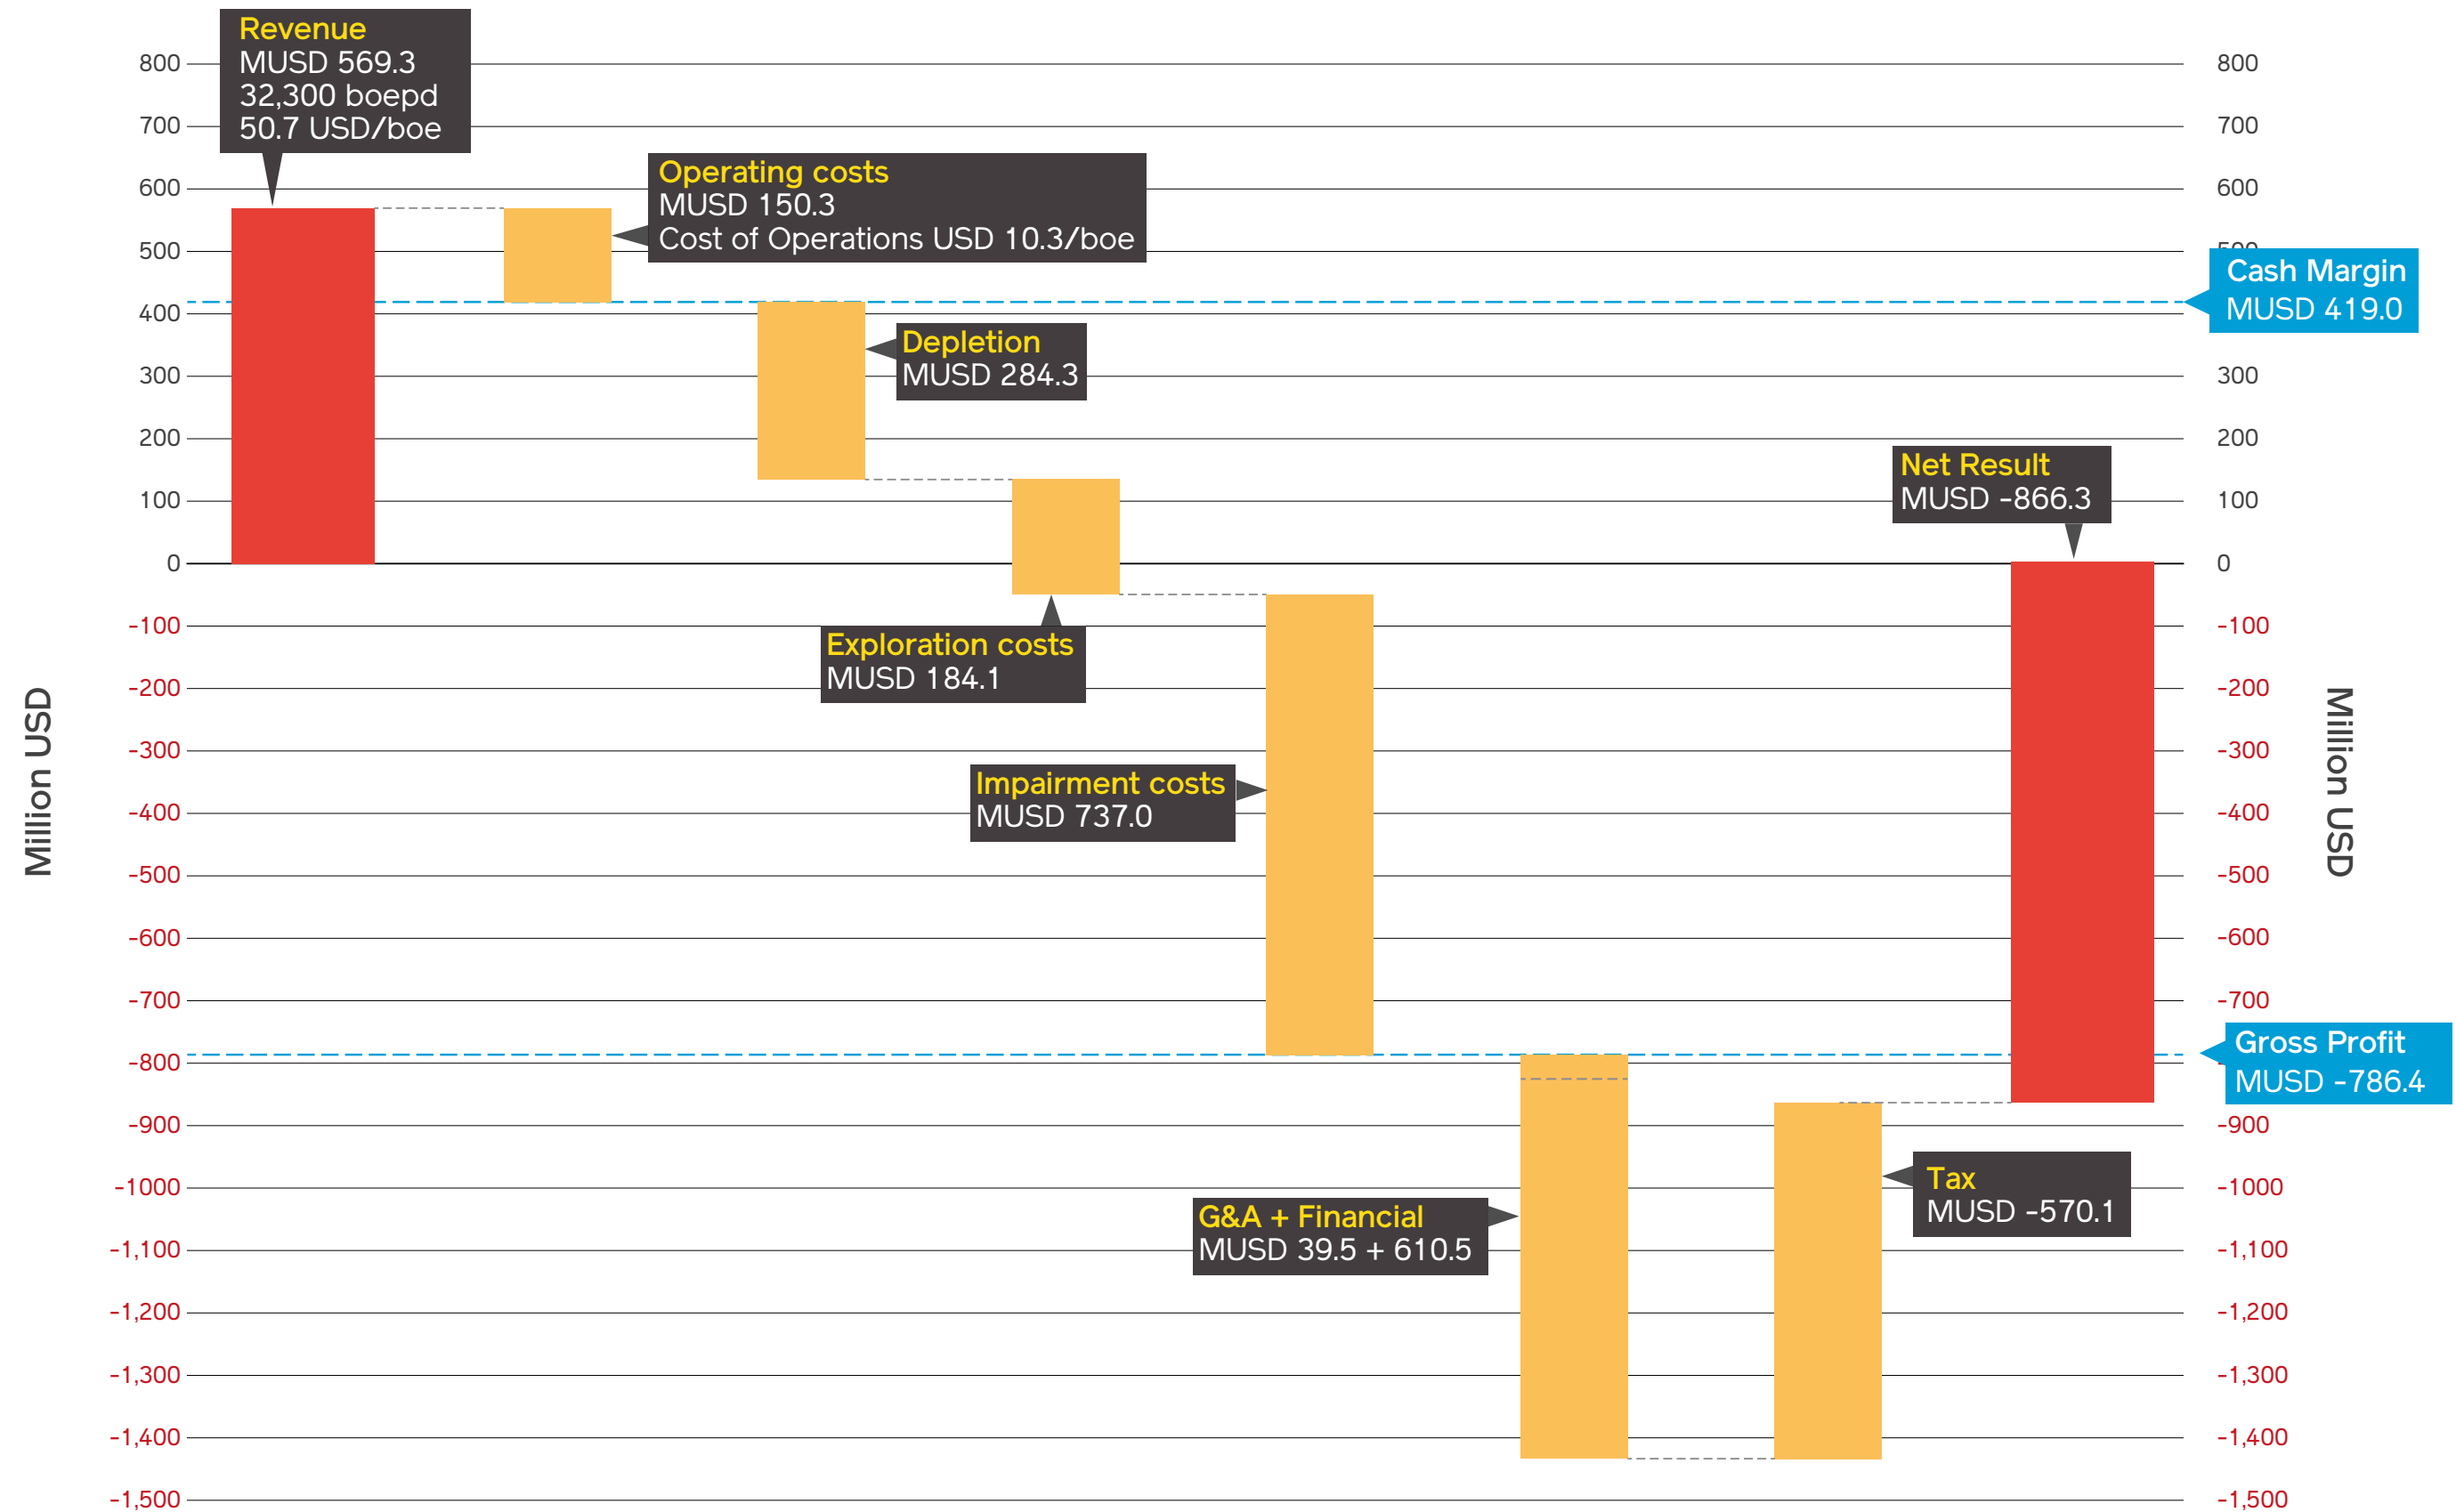 Revenue
MUSD 569.3
32,300 boepd
50.7 USD/boe
Operating costs
MUSD 150.3
Cost of Operations USD 10.3/boe
Cash Margin
MUSD 419.0
Depletion
MUSD 284.3
Net Result
MUSD -866.3
Exploration costs
MUSD 184.1
Impairment costs
MUSD 737.0
Gross Profit
MUSD -786.4
G&A + Financial
MUSD 39.5 + 610.5
Tax
MUSD -570.1
Million USD
800
700
600
500
400
300
200
100
0
-100
-200
-300
-400
-500
-600
-700
-800
-900
-1000
-1,100
-1,200
-1,300
-1,400
-1,500
800
700
600
500
300
200
100
0
-100
-200
-300
-400
-500
-600
-700
-900
-1000
-1,100
-1,200
-1,300
-1,400
-1,500
Million USD